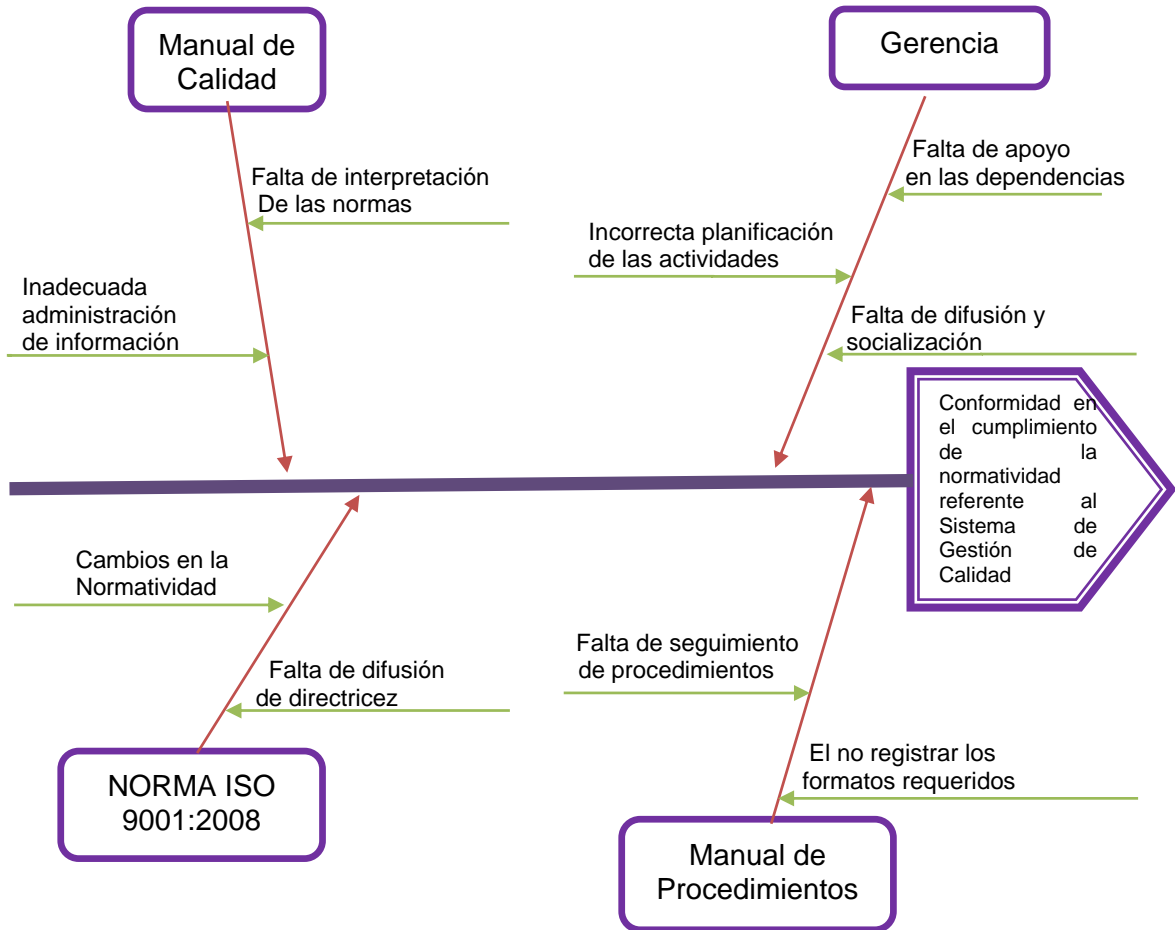 Manual de
Calidad
Gerencia
Falta de interpretación
De las normas
Falta de apoyo
en las dependencias
Incorrecta planificación
de las actividades
Inadecuada
administración
de información
Falta de difusión y
socialización
Conformidad en
el cumplimiento
de la
normatividad
referente al
Sistema de
Gestión de
Calidad
Cambios en la
Normatividad
Falta de difusión
de directricez
Falta de seguimiento
de procedimientos
El no registrar los
formatos requeridos
NORMA ISO
9001:2008
Manual de
Procedimientos